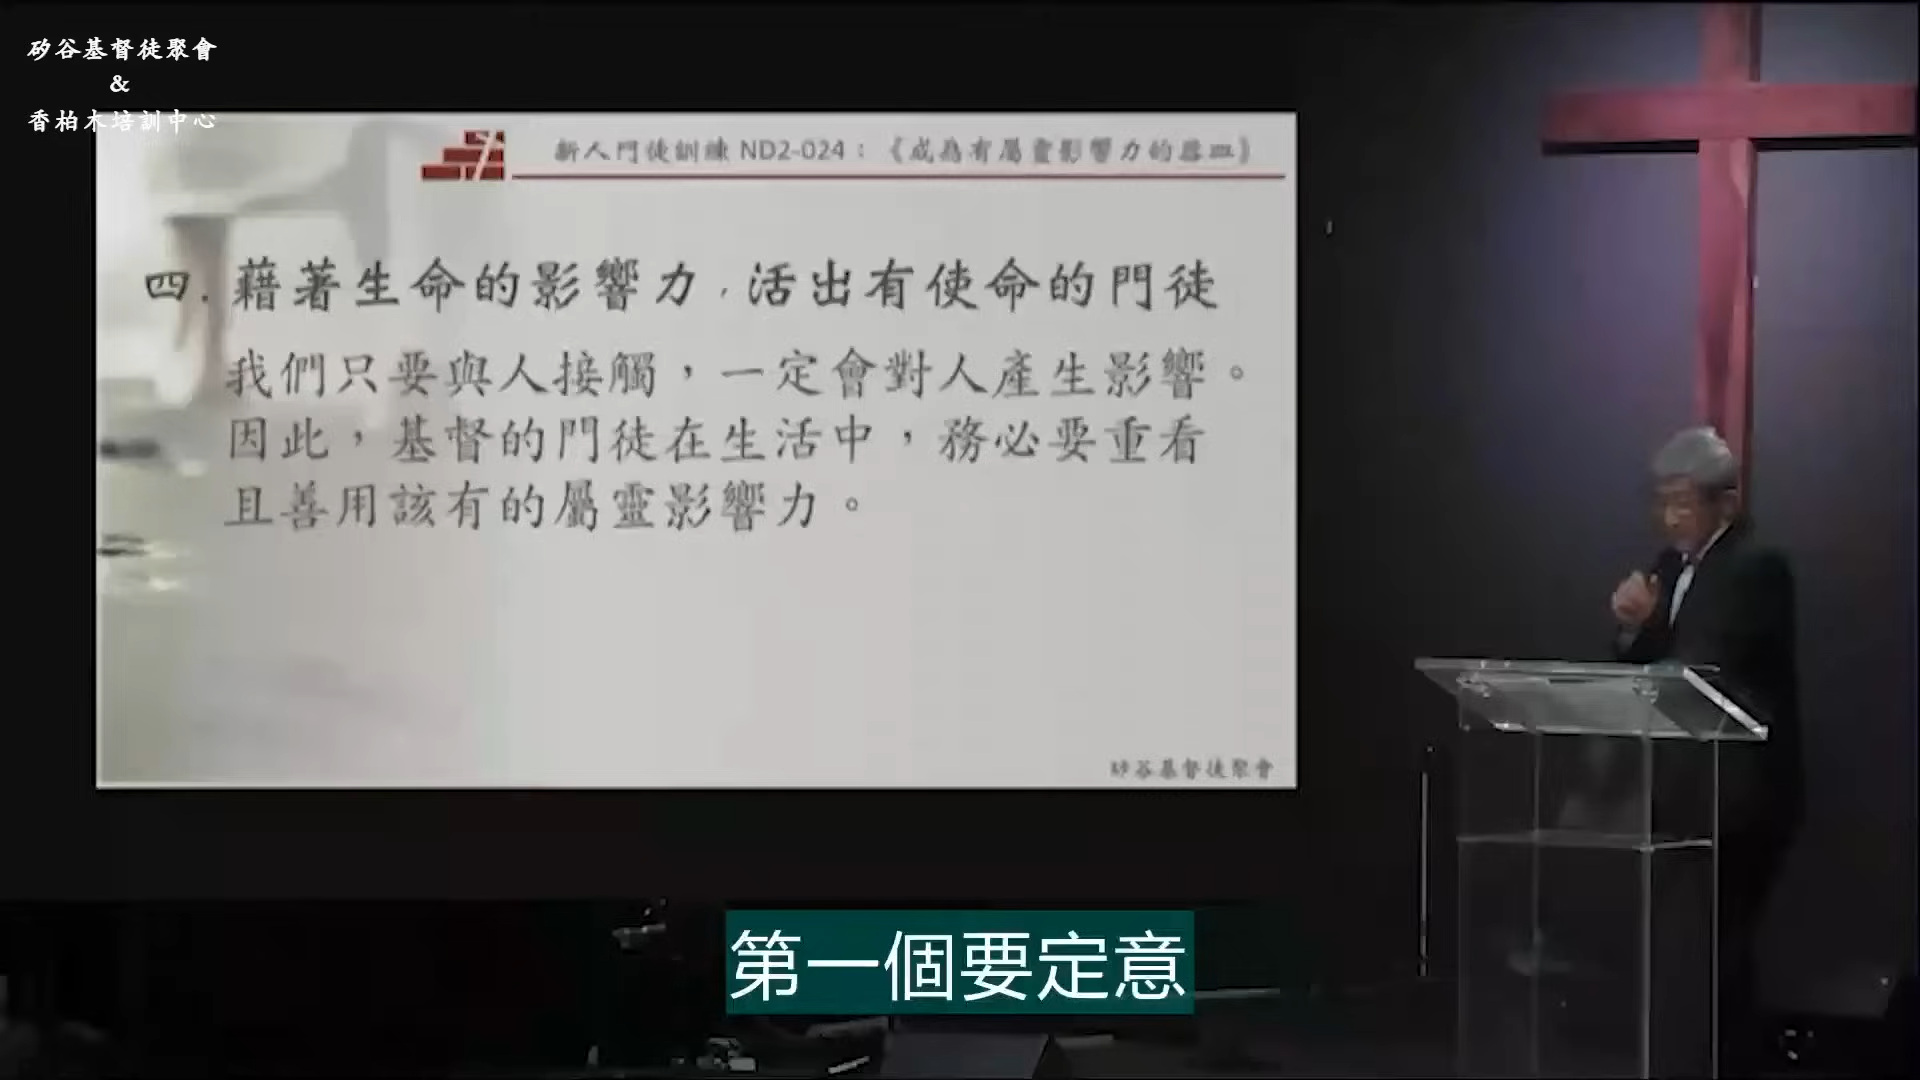 矽谷基督徒聚會
&
香柏木培訓中心
新人門徒訓練 ND2-024：《成為有屬靈影響力的器皿》
四. 藉著生命的影響力，活出有使命的門徒
我們只要與人接觸，一定會對人產生影響。
因此，基督的門徒在生活中，務必要重看
且善用該有的屬靈影響力。
矽谷基督徒聚會
第一個要定意